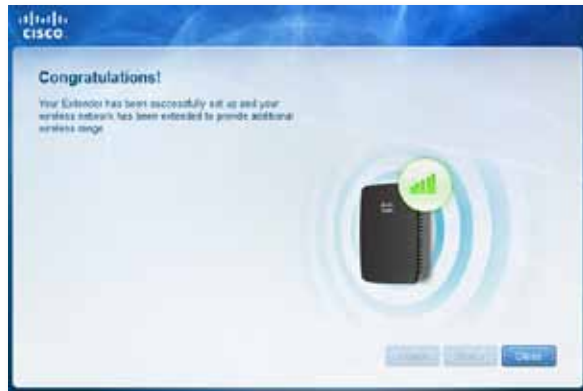 CISCO
Congratulations!
Your Extender has been successfully set up and your
wireless network has been extended to provide additional
wireless range
Close